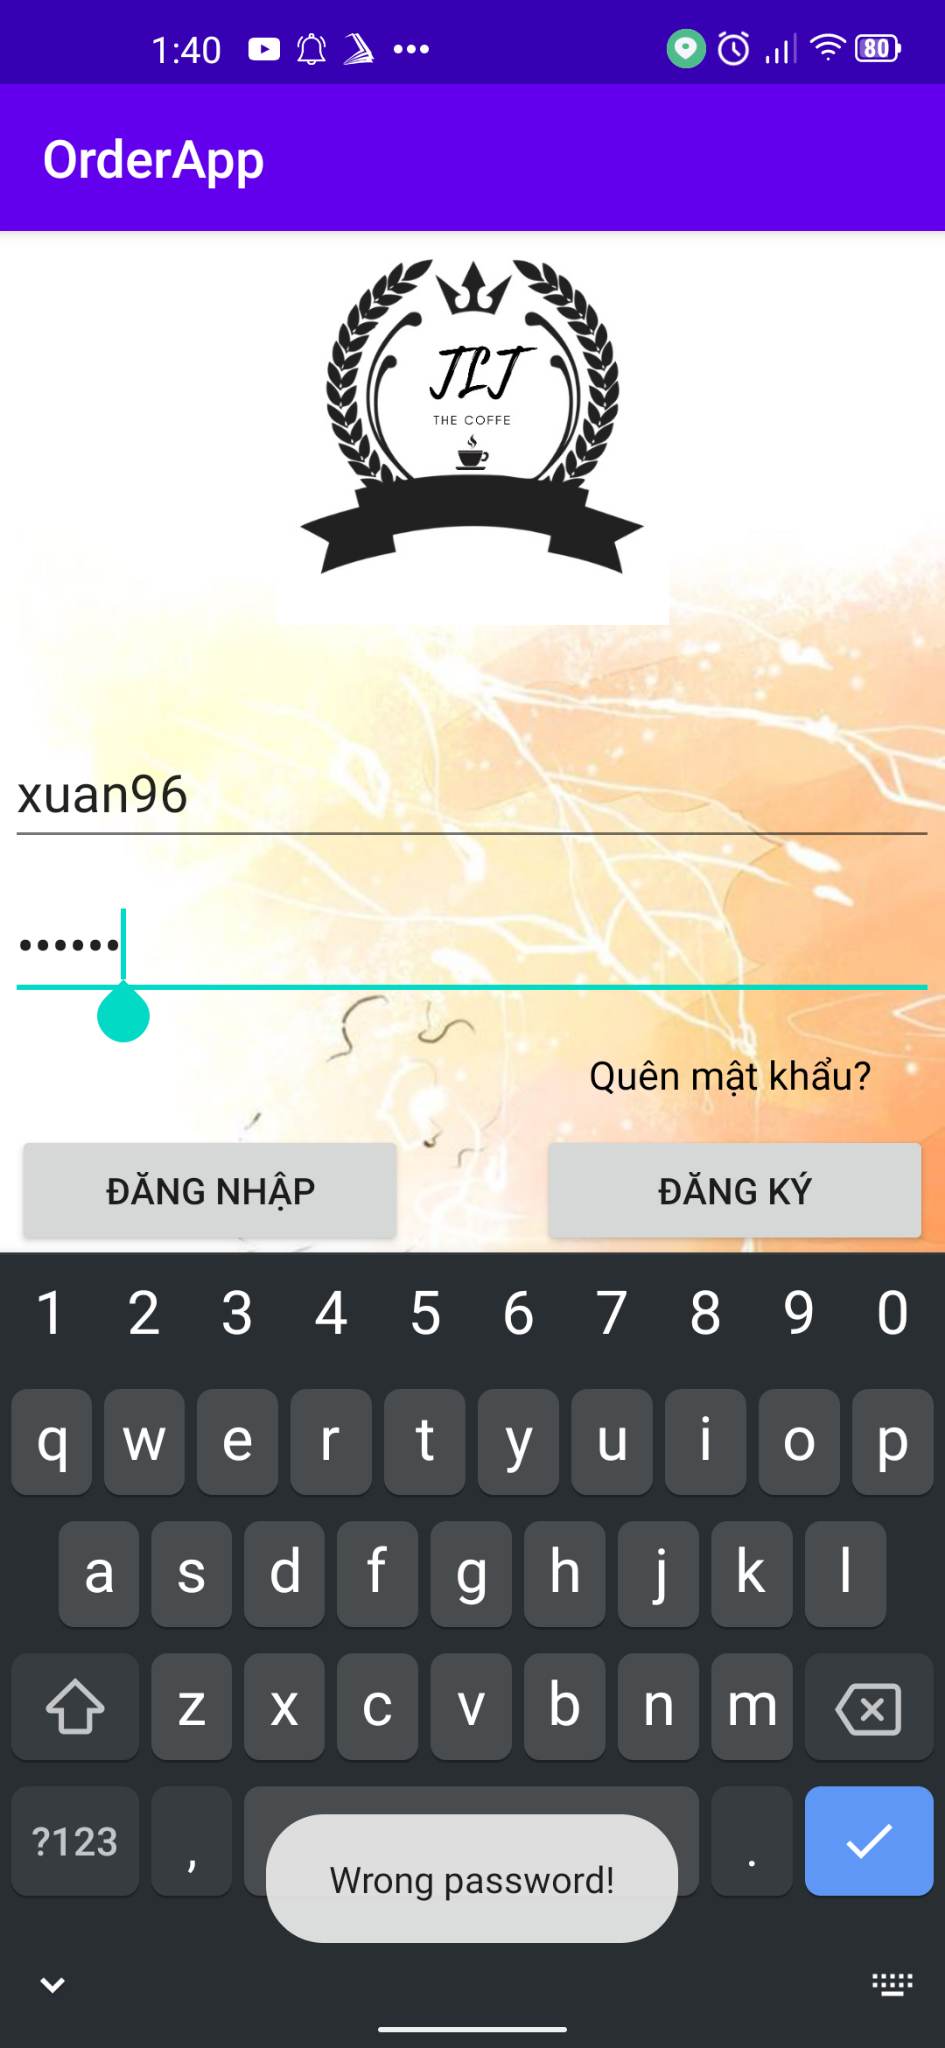 1:40
80
OrderApp
JLJ
THE COFFE
xuan96
••••••
Quên mật khẩu?
ĐĂNG NHẬP
ĐĂNG KÝ
1 2 3 4 5 6 7 8 9 0
q w e r t y u i o p
a s d f g h j k l
z x c v b n m
?123 , .
Wrong password!